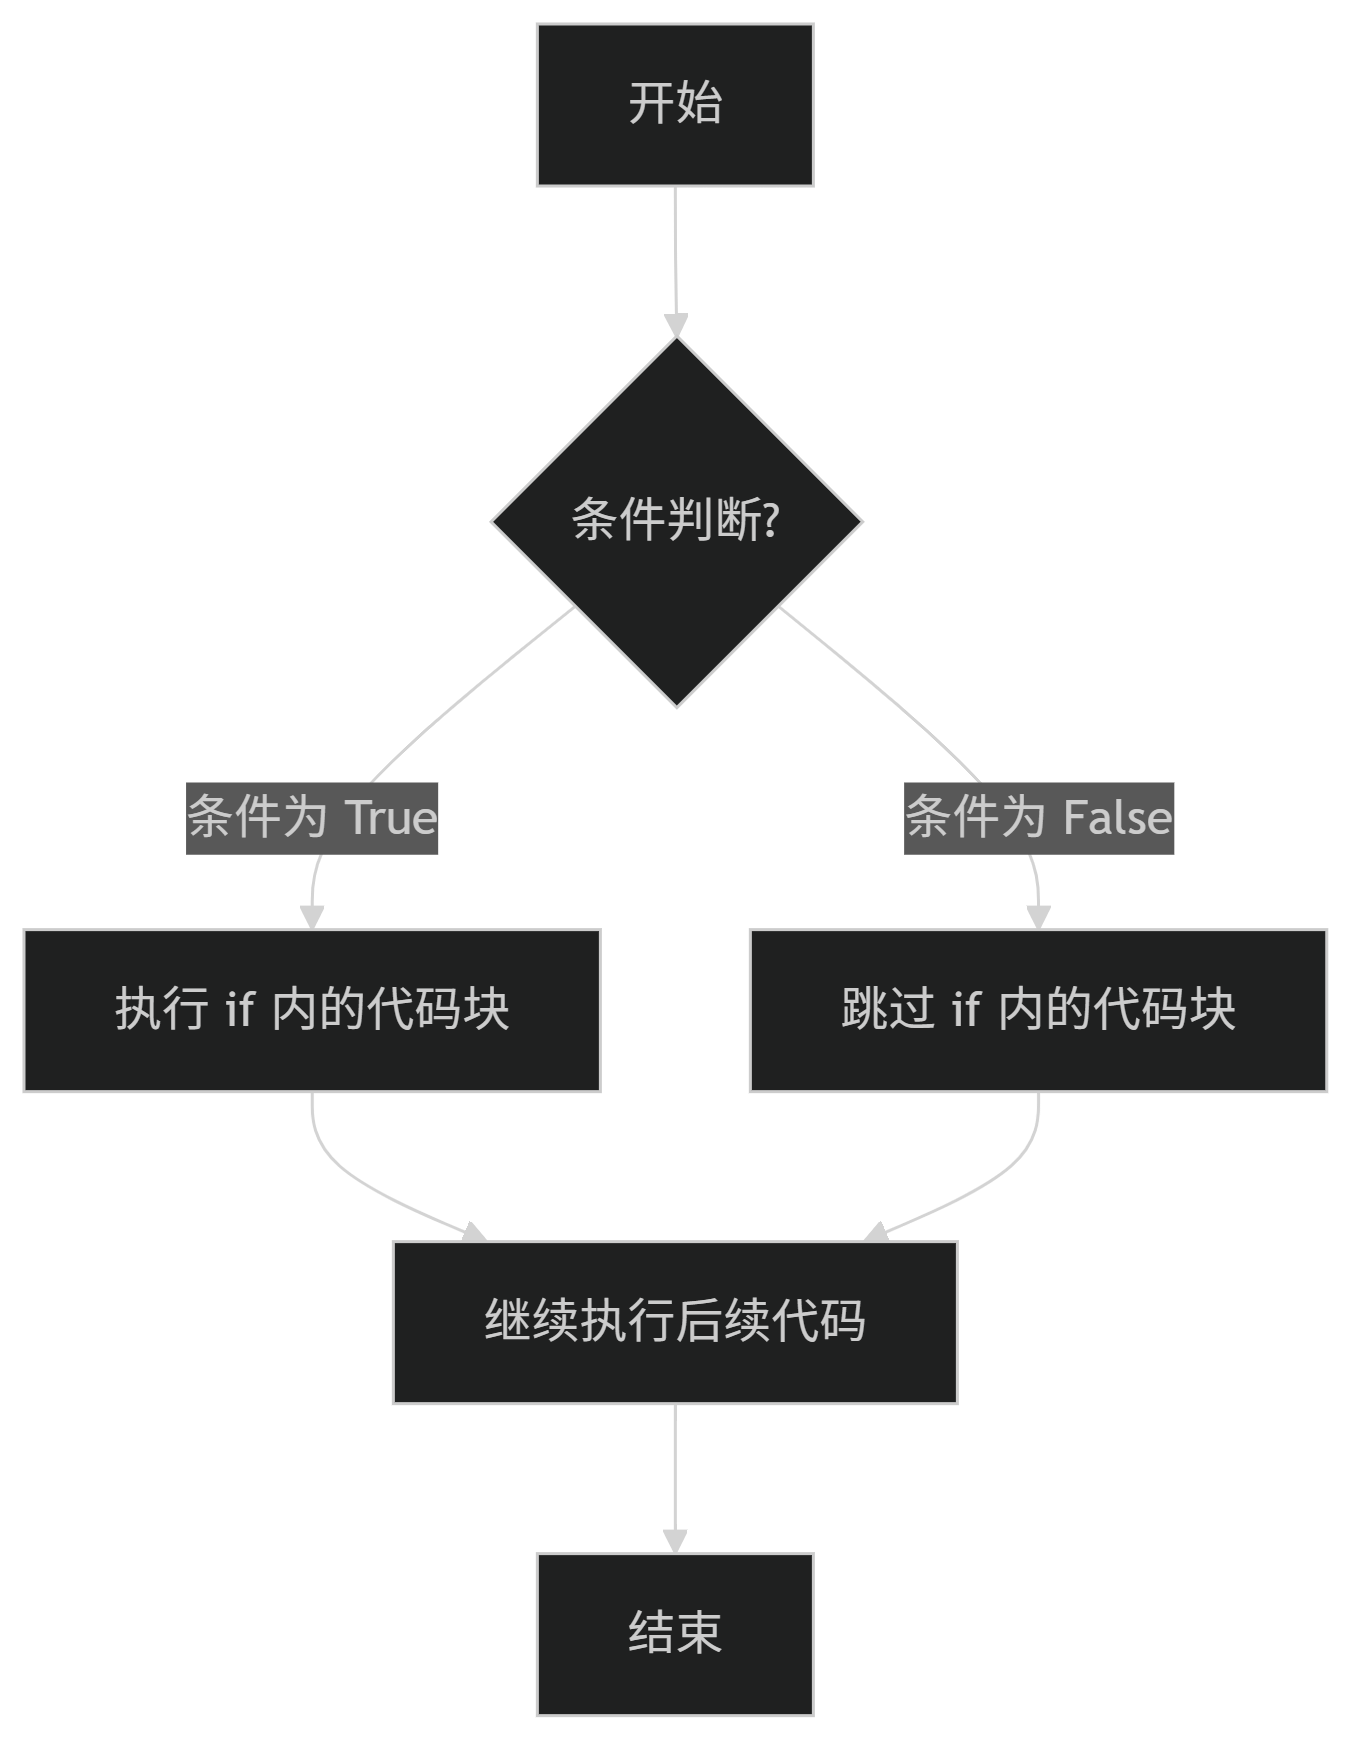 开始
条件判断?
条件为 True
条件为 False
执行 if 内的代码块
跳过 if 内的代码块
继续执行后续代码
结束